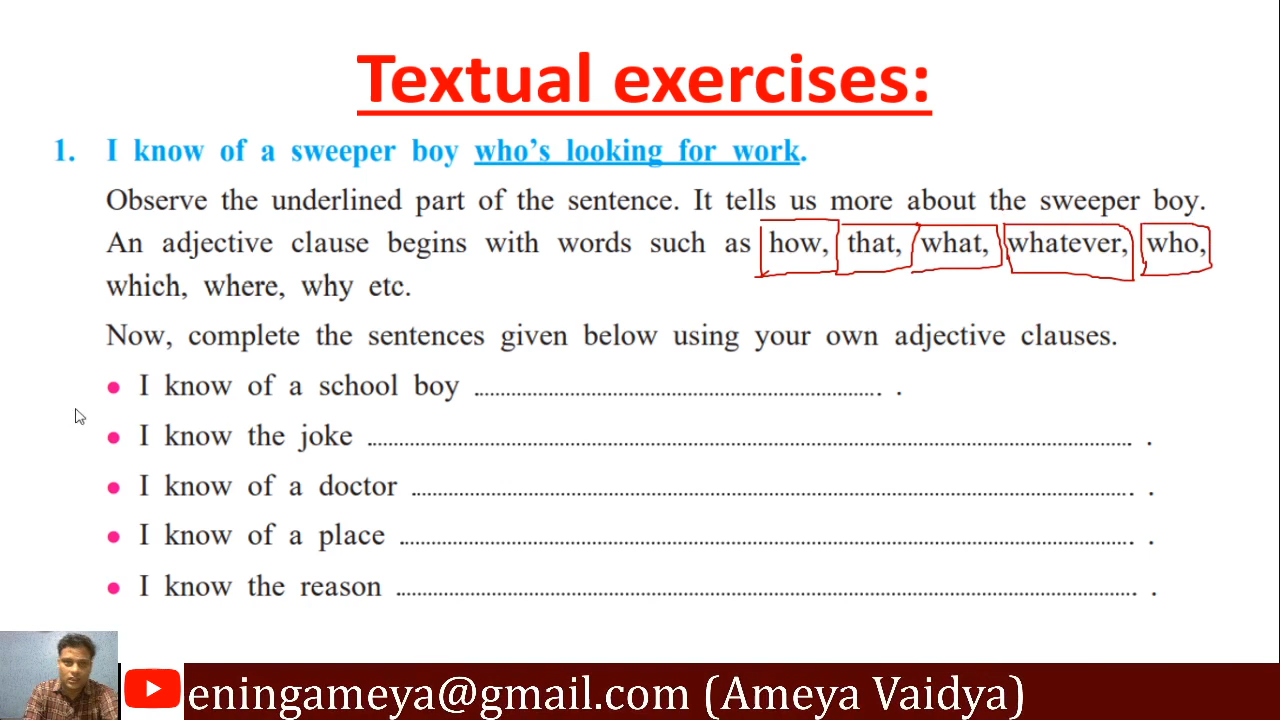 Textual exercises:
1. I know of a sweeper boy who's looking for work.
Observe the underlined part of the sentence. It tells us more about the sweeper boy.
An adjective clause begins with words such as how, that, what, whatever, who,
which, where, why etc.
Now, complete the sentences given below using your own adjective clauses.
• I know of a school boy .................................................................... .
• I know the joke .................................................................................................... .
• I know of a doctor .................................................................................................... .
• I know of a place .................................................................................................... .
• I know the reason .................................................................................................... .
eningameya@gmail.com (Ameya Vaidya)